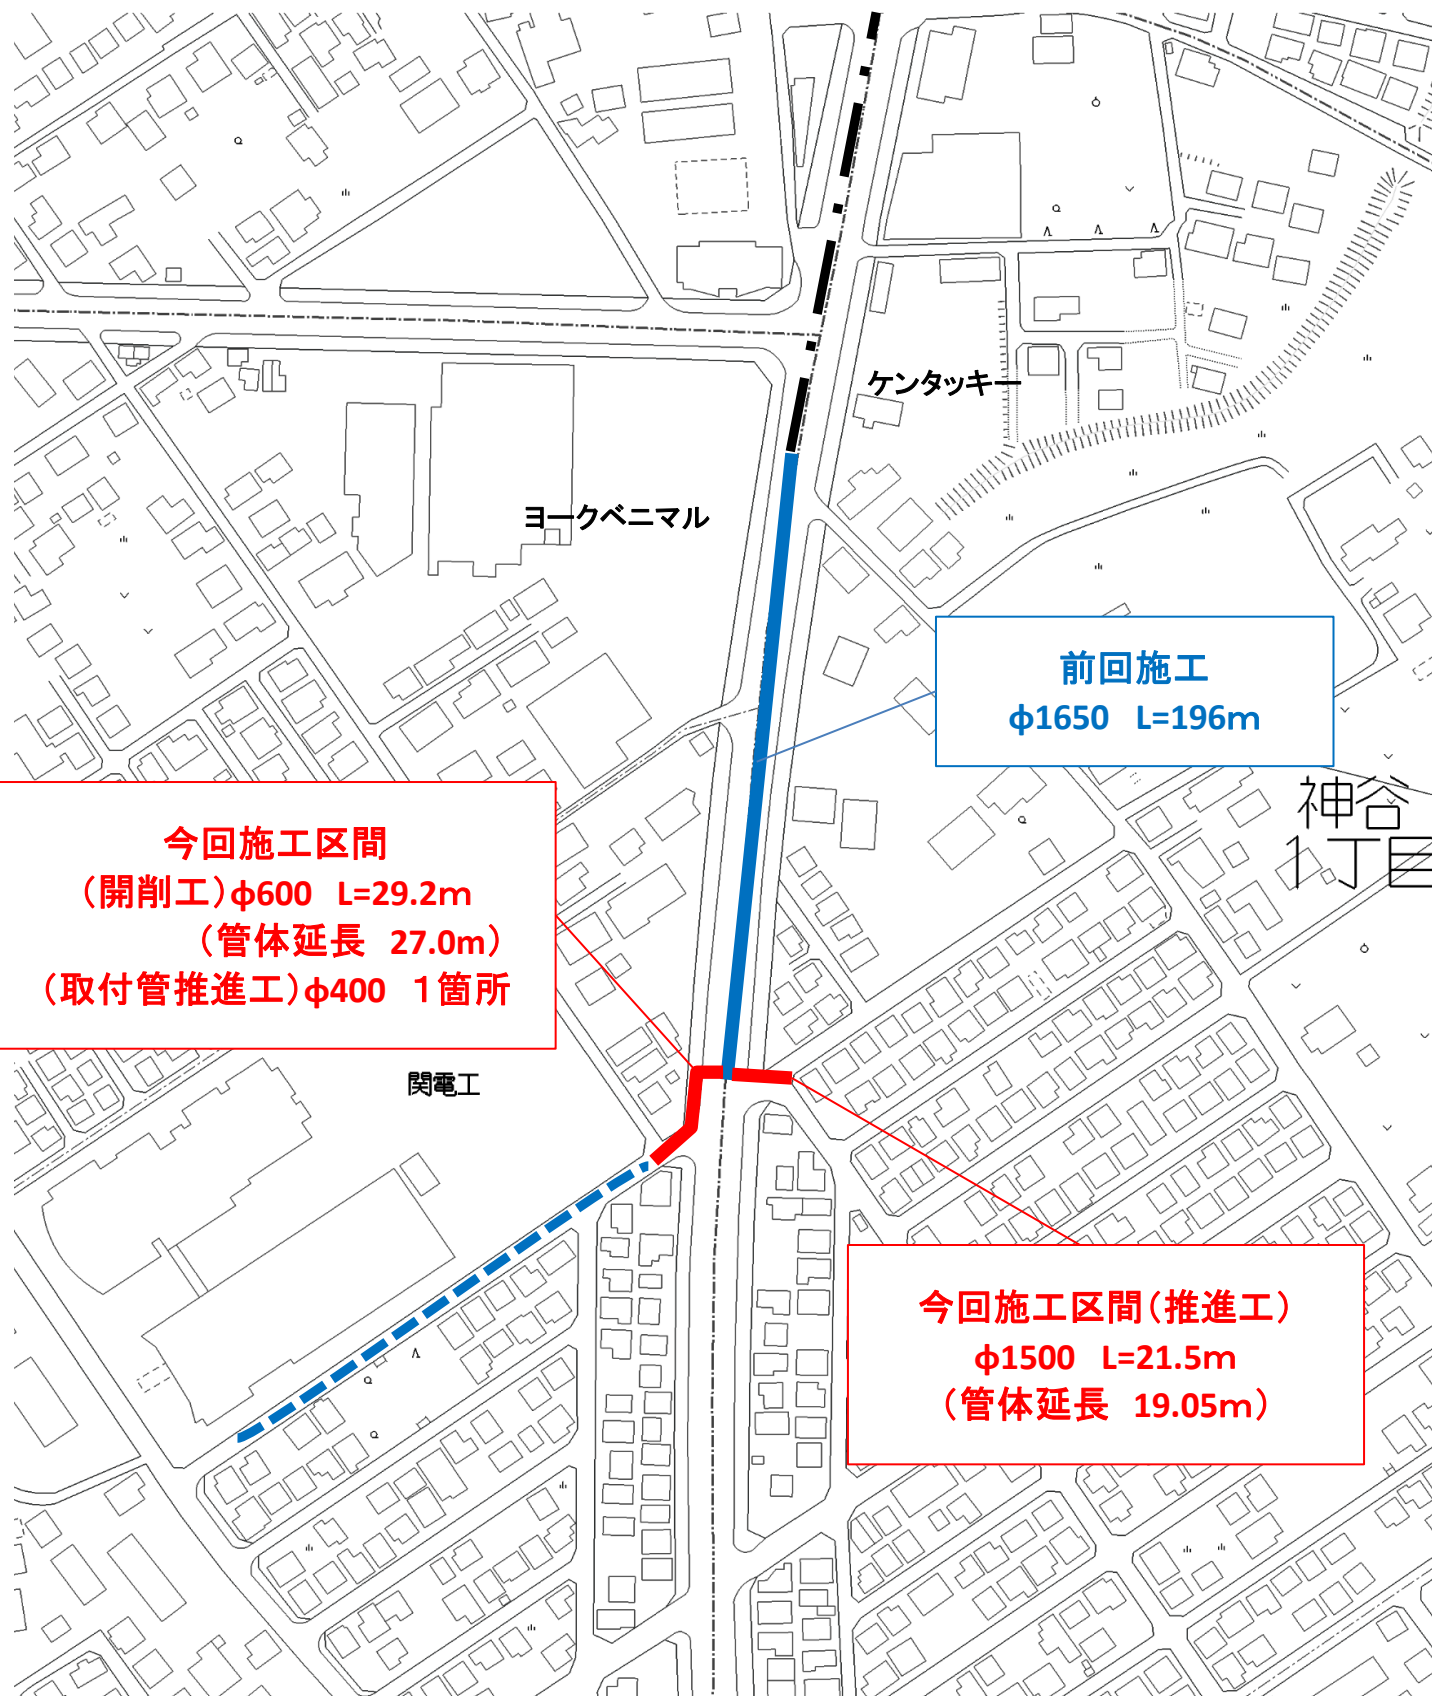 ケンタッキー
ヨークベニマル
前回施工
φ1650 L=196m
神谷
1丁目
今回施工区間
（開削工）φ600 L=29.2m
（管体延長 27.0m）
（取付管推進工）φ400 1箇所
関電工
今回施工区間（推進工）
φ1500 L=21.5m
（管体延長 19.05m）